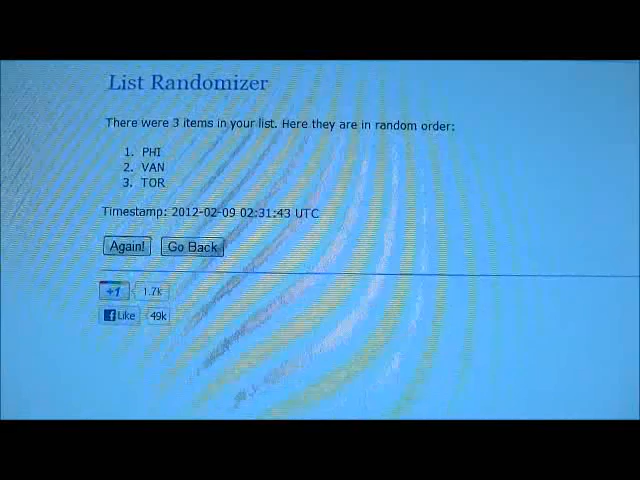 List Randomizer
There were 3 items in your list. Here they are in random order:
1. PHI
2. VAN
3. TOR
Timestamp: 2012-02-09 02:31:43 UTC
Again! Go Back
+1 1.7k
Like 49k